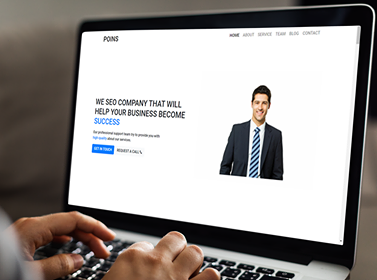 POINS
HOME ABOUT SERVICE TEAM BLOG CONTACT
WE SEO COMPANY THAT WILL
HELP YOUR BUSINESS BECOME
SUCCESS
Our professional support team try to provide you with
high quality about our services.
GET IN TOUCH REQUEST A CALL